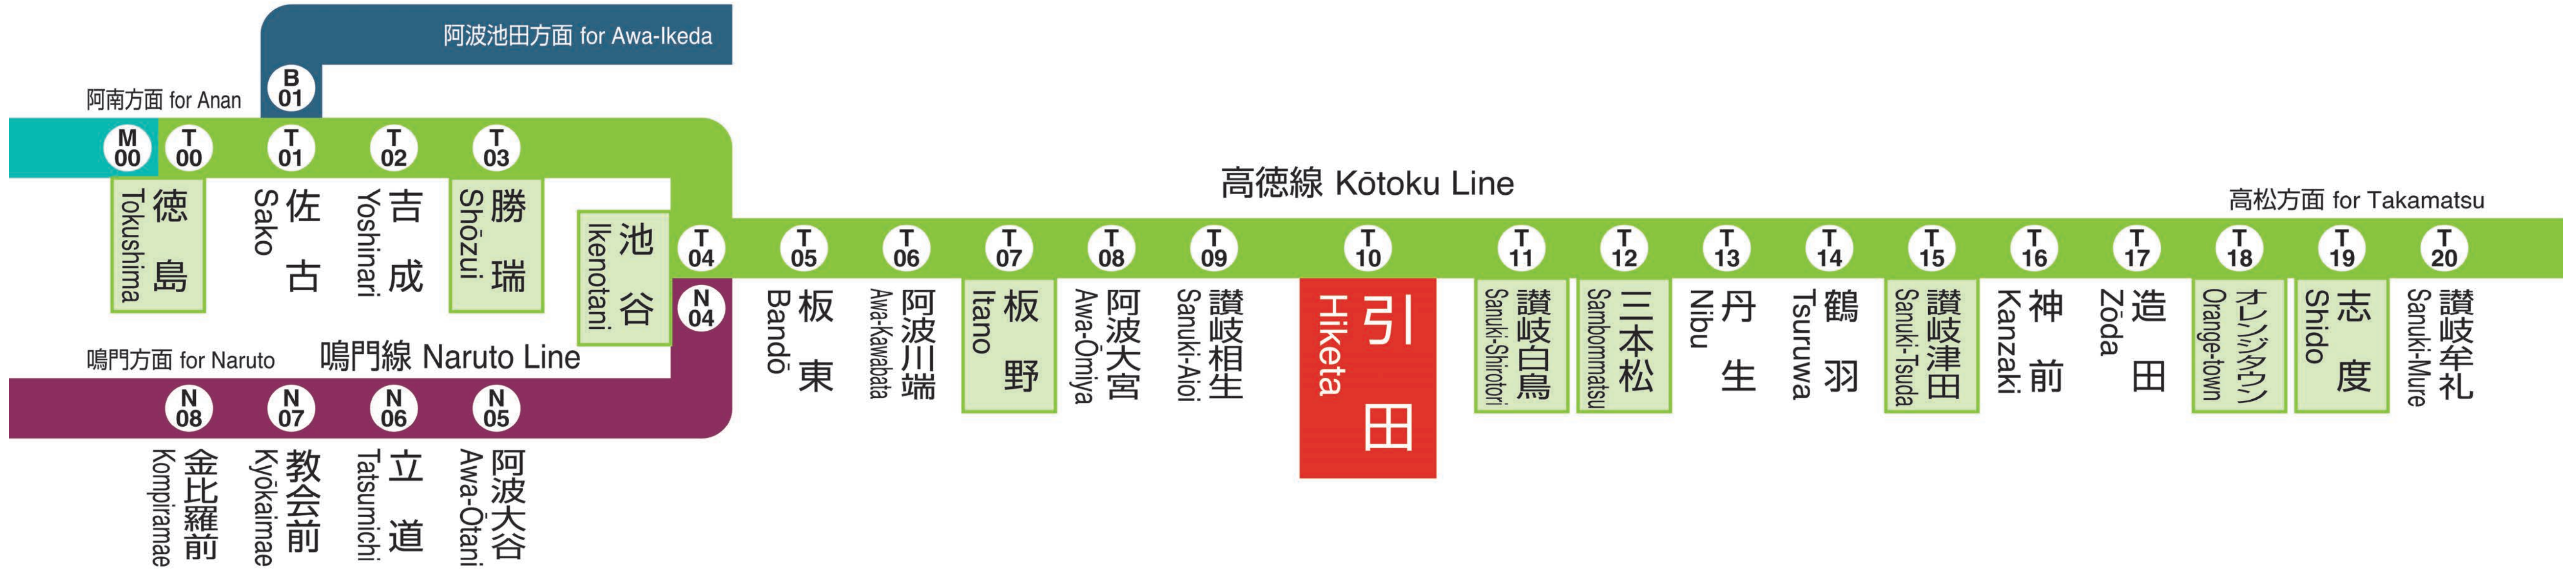 阿波池田方面 for Awa-Ikeda
B
01
阿南方面 for Anan
M
00
T
00
徳島
Tokushima
T
01
佐古
Sako
T
02
吉成
Yoshinari
T
03
勝瑞
Shōzui
T
04
N
04
池谷
Ikenotani
鳴門方面 for Naruto
鳴門線 Naruto Line
N
08
金比羅前
Kompiramae
N
07
教会前
Kyōkaimae
N
06
立道
Tatsumichi
N
05
阿波大谷
Awa-Ōtani
高徳線 Kōtoku Line
高松方面 for Takamatsu
T
05
板東
Bandō
T
06
阿波川端
Awa-Kawabata
T
07
板野
Itano
T
08
阿波大宮
Awa-Ōmiya
T
09
讃岐相生
Sanuki-Aioi
T
10
引田
Hiketa
T
11
讃岐白鳥
Sanuki-Shirotori
T
12
三本松
Sambommatsu
T
13
丹生
Nibu
T
14
鶴羽
Tsuruwa
T
15
讃岐津田
Sanuki-Tsuda
T
16
神前
Kanzaki
T
17
造田
Zōda
T
18
オレンジタウン
Orange-town
T
19
志度
Shido
T
20
讃岐牟礼
Sanuki-Mure